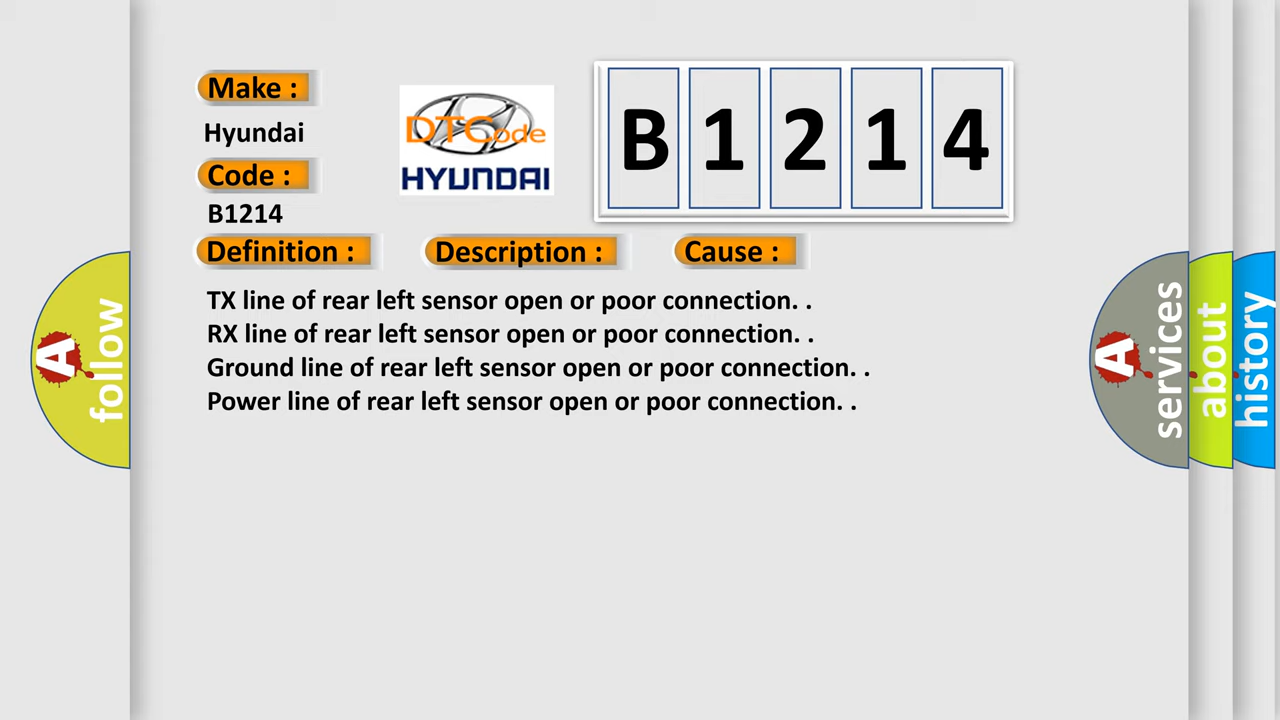 Make :
Hyundai
Code :
B1214
Definition :
Description :
Cause :
DTCode
HYUNDAI
B 1 2 1 4
TX line of rear left sensor open or poor connection. .
RX line of rear left sensor open or poor connection. .
Ground line of rear left sensor open or poor connection. .
Power line of rear left sensor open or poor connection. .
A follow
A services
about
history